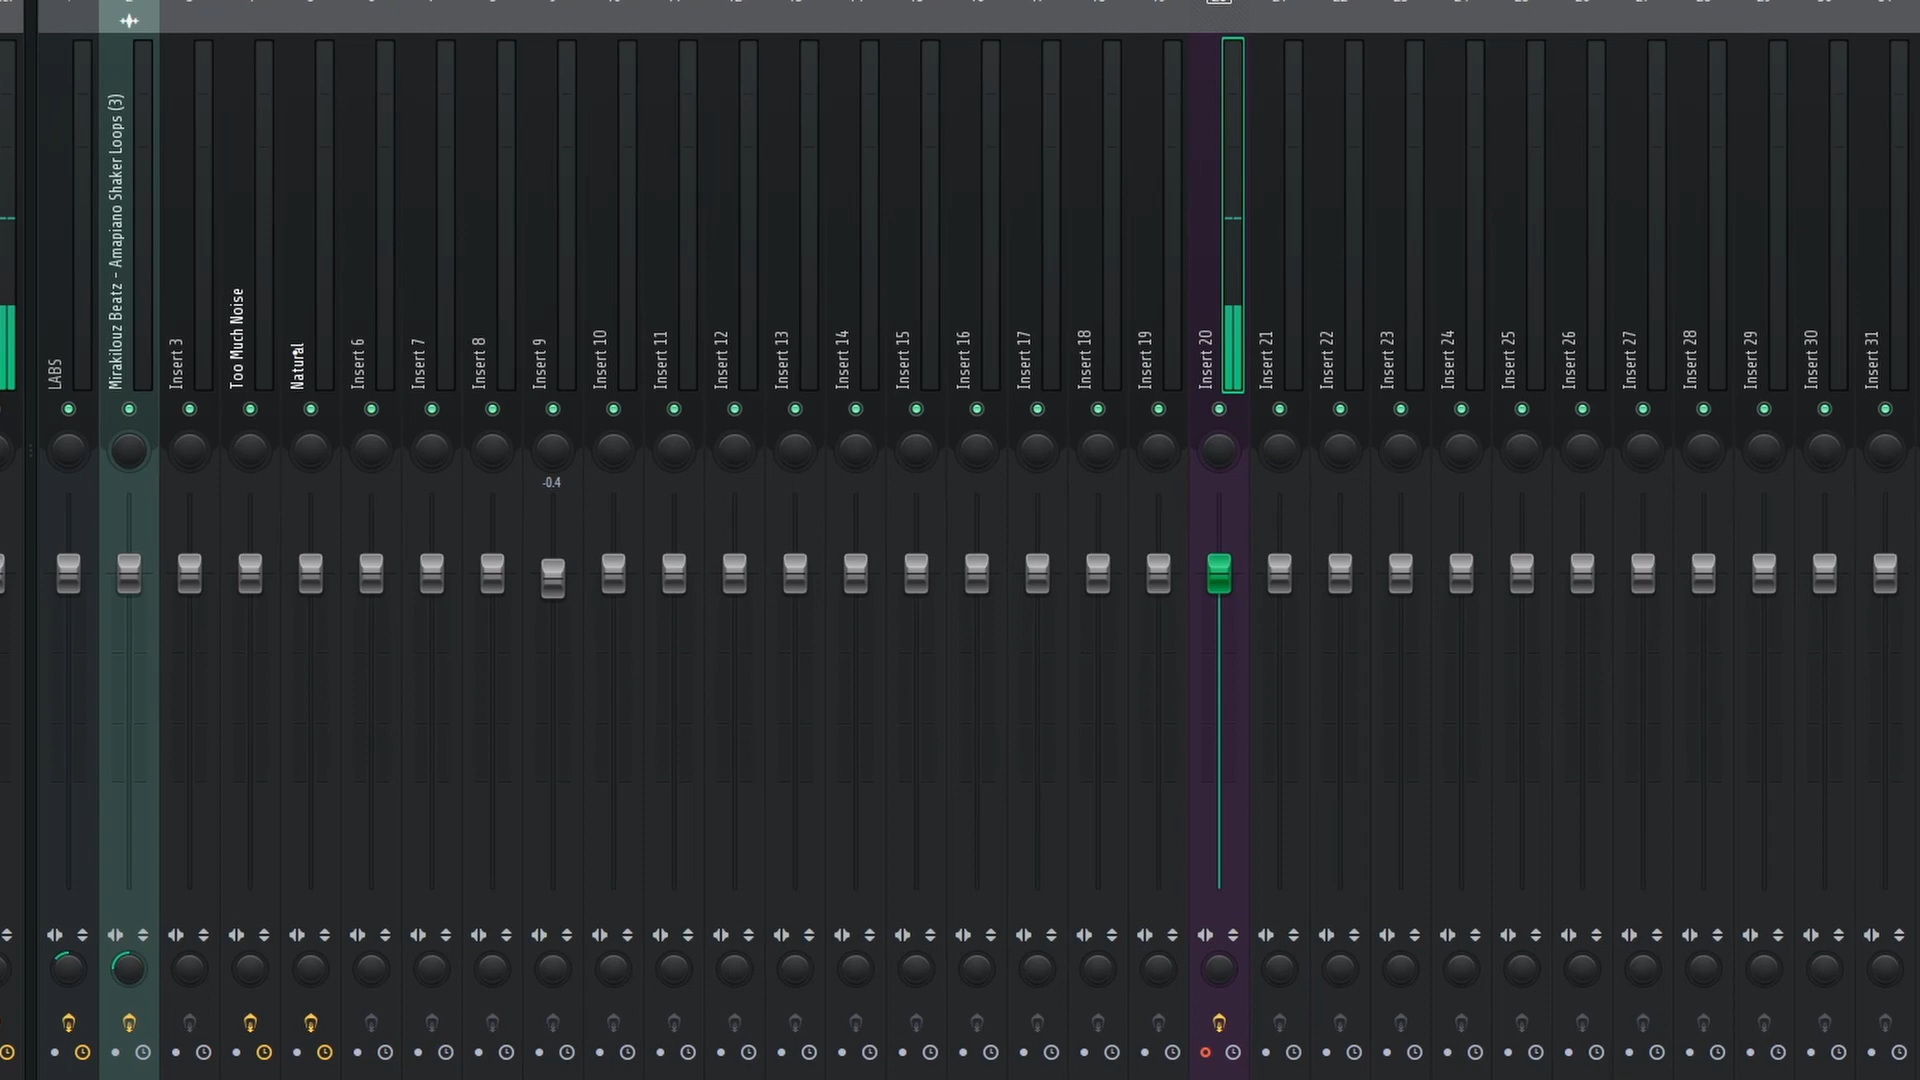 LABS
Mirakilouz Beatz - Amapiano Shaker Loops (3)
Insert 3
Too Much Noise
Natural
Insert 6
Insert 7
Insert 8
Insert 9
Insert 10
Insert 11
Insert 12
Insert 13
Insert 14
Insert 15
Insert 16
Insert 17
Insert 18
Insert 19
Insert 20
Insert 21
Insert 22
Insert 23
Insert 24
Insert 25
Insert 26
Insert 27
Insert 28
Insert 29
Insert 30
Insert 31
-0.4